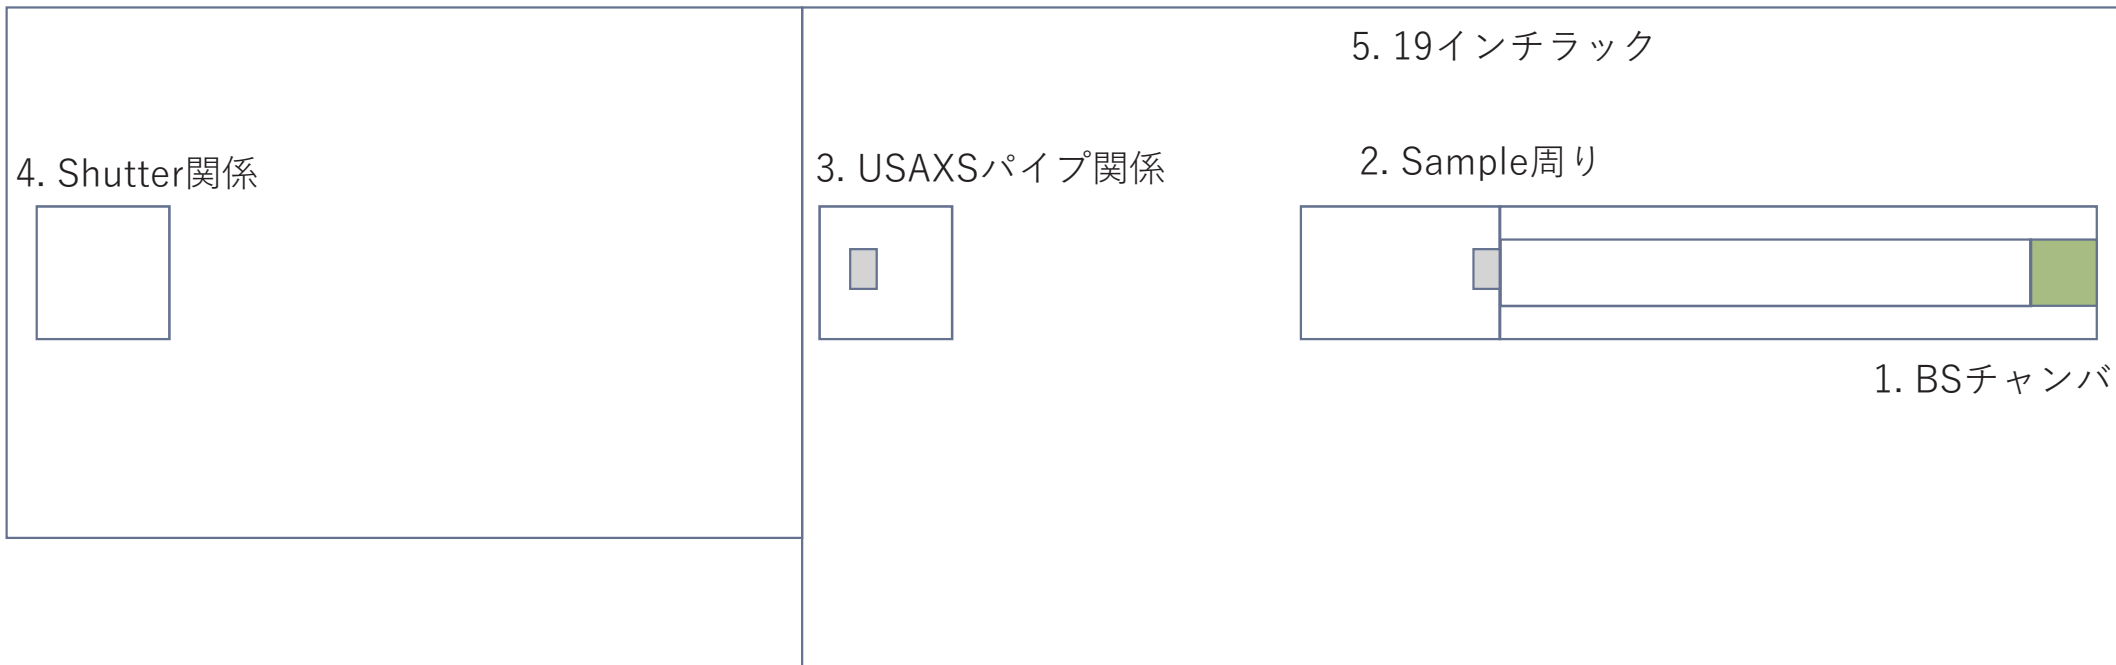 5. 19インチラック
4. Shutter関係
3. USAXSパイプ関係
2. Sample周り
1. BSチャンバ